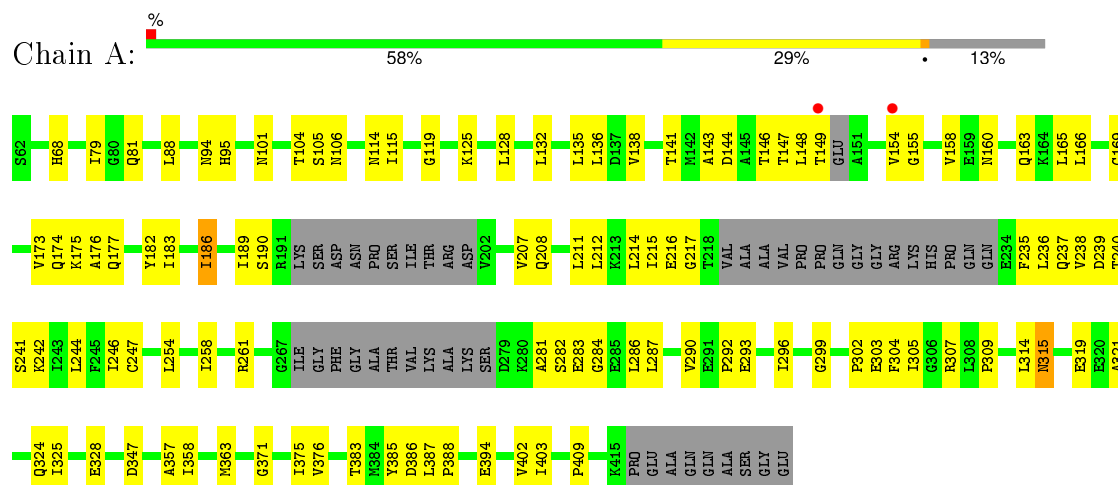 %
Chain A:
58% 29% • 13%
S62 H68 I79 G80 Q81 L88 N94 H95 N101 T104 S105 N106 N114 I115 G119 K125 L128 L132 L135 L136 D137 V138 T141 M142 A143 D144 A145 T146 T147 L148 T149 GLU A151 V154 G155 V158 E159 N160 Q163 K164 L165 L166 C169
V173 Q174 K175 A176 Q177 Y182 I183 I186 I189 S190 R191 LYS SER ASP ASN PRO SER ILE THR ARG ASP V202 V207 Q208 L211 L212 K213 L214 I215 E216 G217 T218 VAL ALA ALA VAL PRO PRO GLN GLY GLY ARG LYS HIS PRO GLN GLN E234 F235 L236 Q237 V238 D239 T240
S241 K242 I243 L244 F245 I246 C247 L254 I258 R261 G267 ILE GLY PHE GLY ALA THR VAL LYS ALA LYS SER D279 K280 A281 S282 E283 G284 E285 L286 L287 V290 E291 P292 E293 I296 G299 P302 E303 F304 I305 G306 R307 L308 P309 L314 N315 E319 E320 A321
Q324 I325 E328 D347 A357 I358 M363 G371 I375 V376 T383 M384 Y385 D386 L387 P388 E394 V402 I403 P409 K415 PRO GLU ALA GLN GLN ALA SER GLY GLU